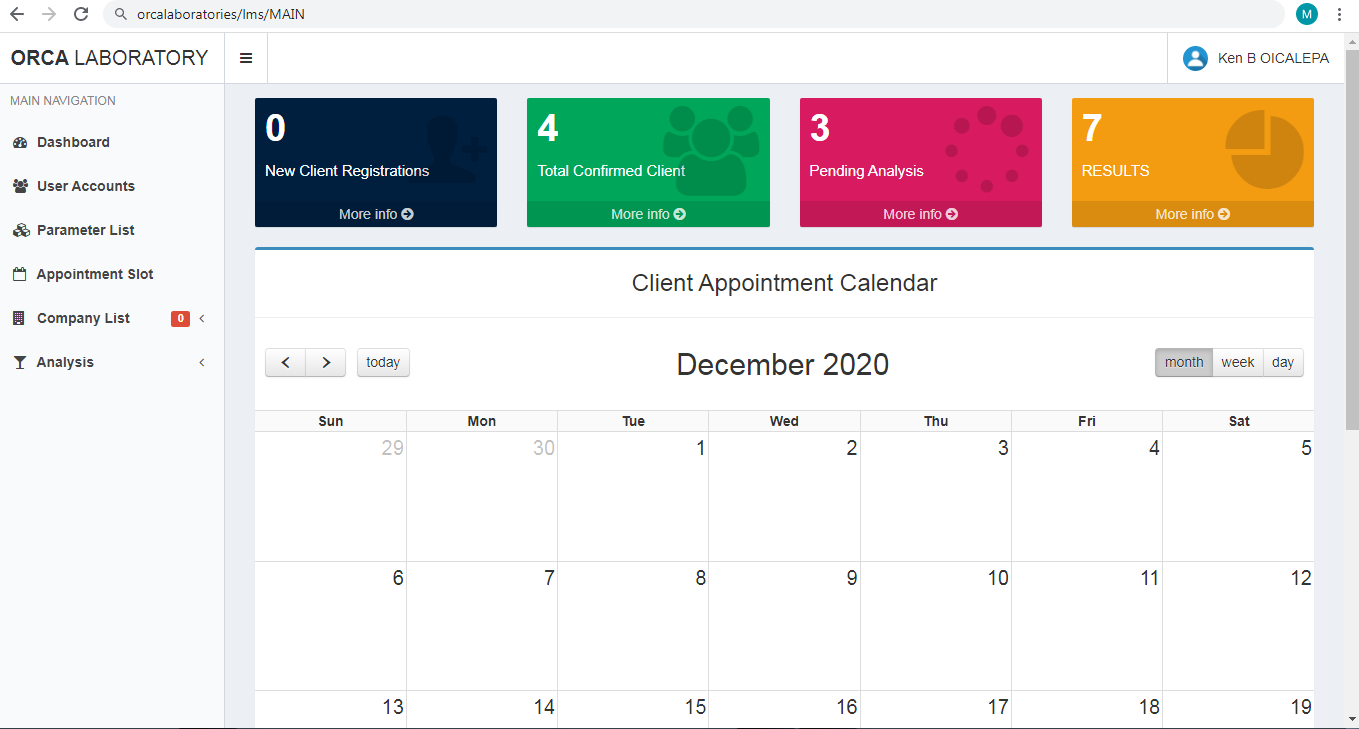 orcalaboratories/lms/MAIN
M
ORCA LABORATORY
Ken B OICALEPA
MAIN NAVIGATION
Dashboard
User Accounts
Parameter List
Appointment Slot
Company List 0
Analysis
0
New Client Registrations
More info
4
Total Confirmed Client
More info
3
Pending Analysis
More info
7
RESULTS
More info
Client Appointment Calendar
today
December 2020
month week day
Sun Mon Tue Wed Thu Fri Sat
29 30 1 2 3 4 5
6 7 8 9 10 11 12
13 14 15 16 17 18 19